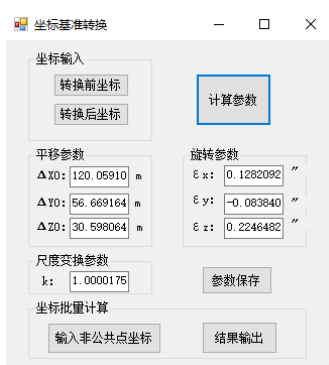 坐标基准转换
坐标输入
转换前坐标
转换后坐标
计算参数
平移参数
ΔX0: 120.05910 m
ΔY0: 56.669164 m
ΔZ0: 30.598064 m
旋转参数
εx: 0.1282092 ″
εy: -0.083840 ″
εz: 0.2246482 ″
尺度变换参数
k: 1.0000175
参数保存
坐标批量计算
输入非公共点坐标
结果输出